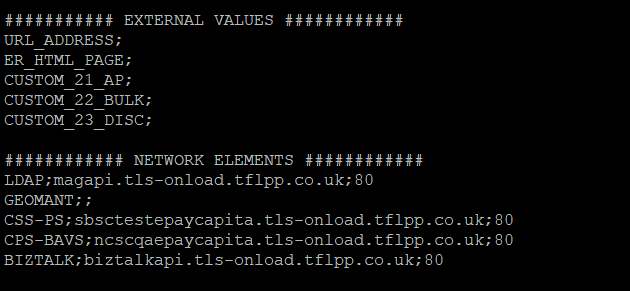 ########### EXTERNAL VALUES ############
URL_ADDRESS;
ER_HTML_PAGE;
CUSTOM_21_AP;
CUSTOM_22_BULK;
CUSTOM_23_DISC;
############ NETWORK ELEMENTS ############
LDAP;magapi.tls-onload.tflpp.co.uk;80
GEOMANT;;
CSS-PS;sbsctestepaycapita.tls-onload.tflpp.co.uk;80
CPS-BAVS;ncscqaepaycapita.tls-onload.tflpp.co.uk;80
BIZTALK;biztalkapi.tls-onload.tflpp.co.uk;80